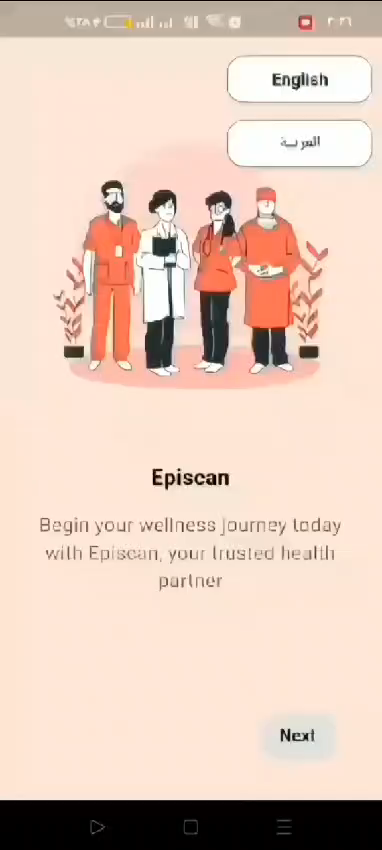 English
العربية
Episcan
Begin your wellness journey today
with Episcan, your trusted health
partner
Next